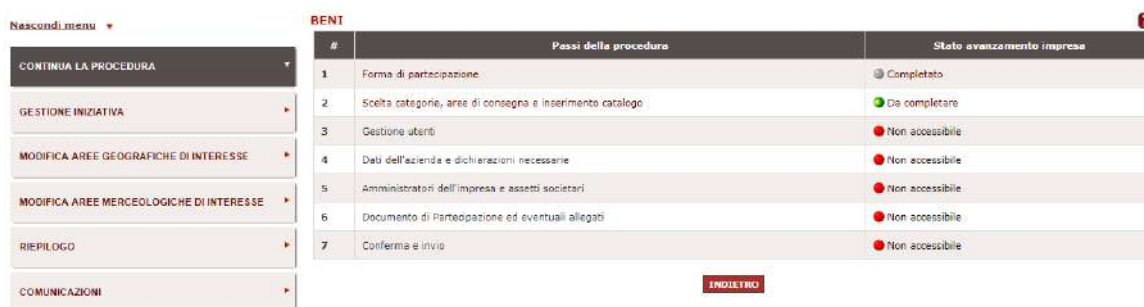 Nascondi menu
CONTINUA LA PROCEDURA
GESTIONE INIZIATIVA
MODIFICA AREE GEOGRAFICHE DI INTERESSE
MODIFICA AREE MERCEOLOGICHE DI INTERESSE
RIEPILOGO
COMUNICAZIONI
BENI
# Passi della procedura Stato avanzamento impresa
1 Forma di partecipazione Completato
2 Scelta categorie, aree di consegna e inserimento catalogo Da completare
3 Gestione utenti Non accessibile
4 Dati dell'azienda e dichiarazioni necessarie Non accessibile
5 Amministratori dell'impresa e assetti societari Non accessibile
6 Documento di Partecipazione ed eventuali allegati Non accessibile
7 Conferma e invio Non accessibile
INDIETRO